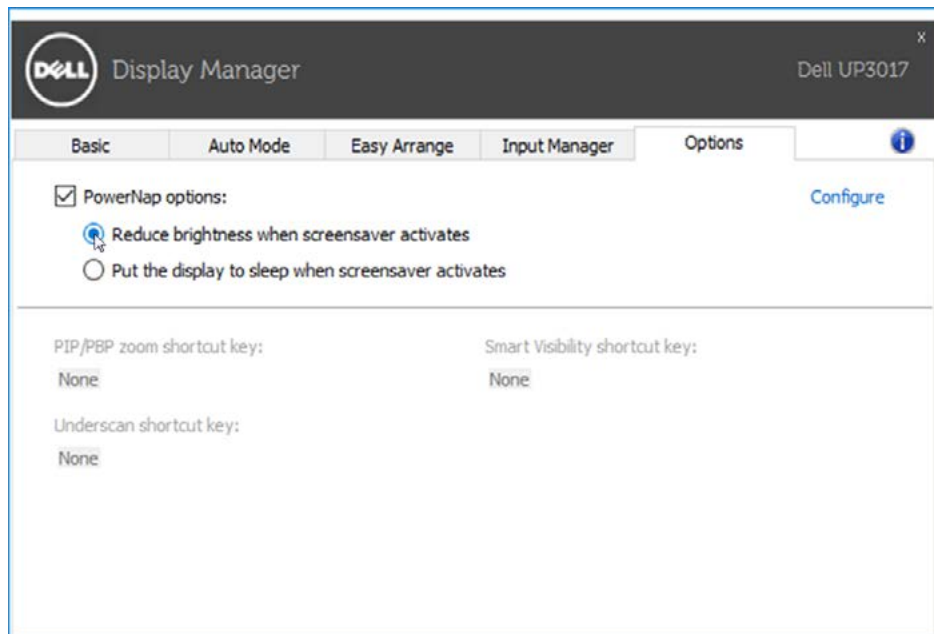 x
DELL Display Manager Dell UP3017
Basic Auto Mode Easy Arrange Input Manager Options i
PowerNap options: Configure
Reduce brightness when screensaver activates
Put the display to sleep when screensaver activates
PIP/PBP zoom shortcut key: Smart Visibility shortcut key:
None None
Underscan shortcut key:
None